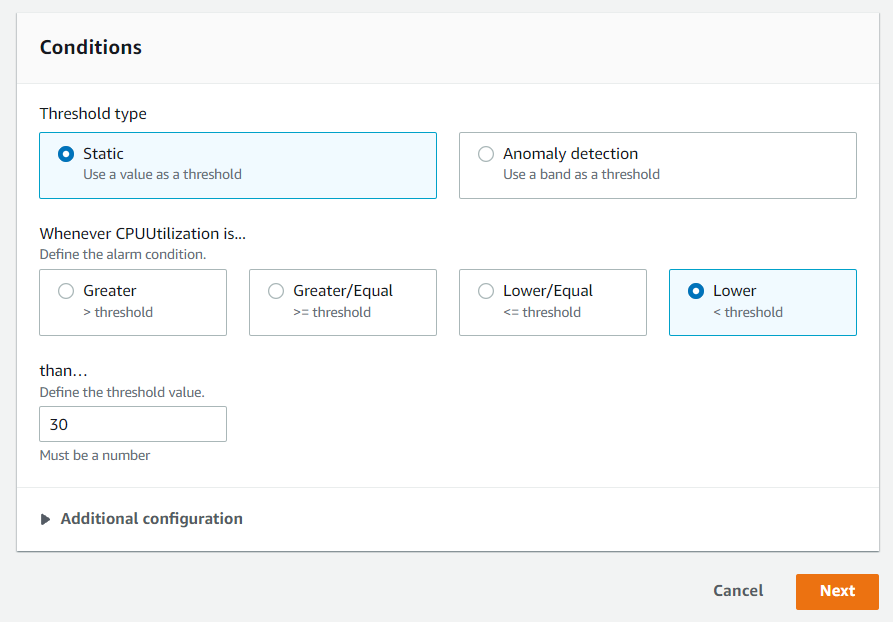 Conditions
Threshold type
Static
Use a value as a threshold
Anomaly detection
Use a band as a threshold
Whenever CPUUtilization is...
Define the alarm condition.
Greater
> threshold
Greater/Equal
>= threshold
Lower/Equal
<= threshold
Lower
< threshold
than...
Define the threshold value.
30
Must be a number
Additional configuration
Cancel
Next